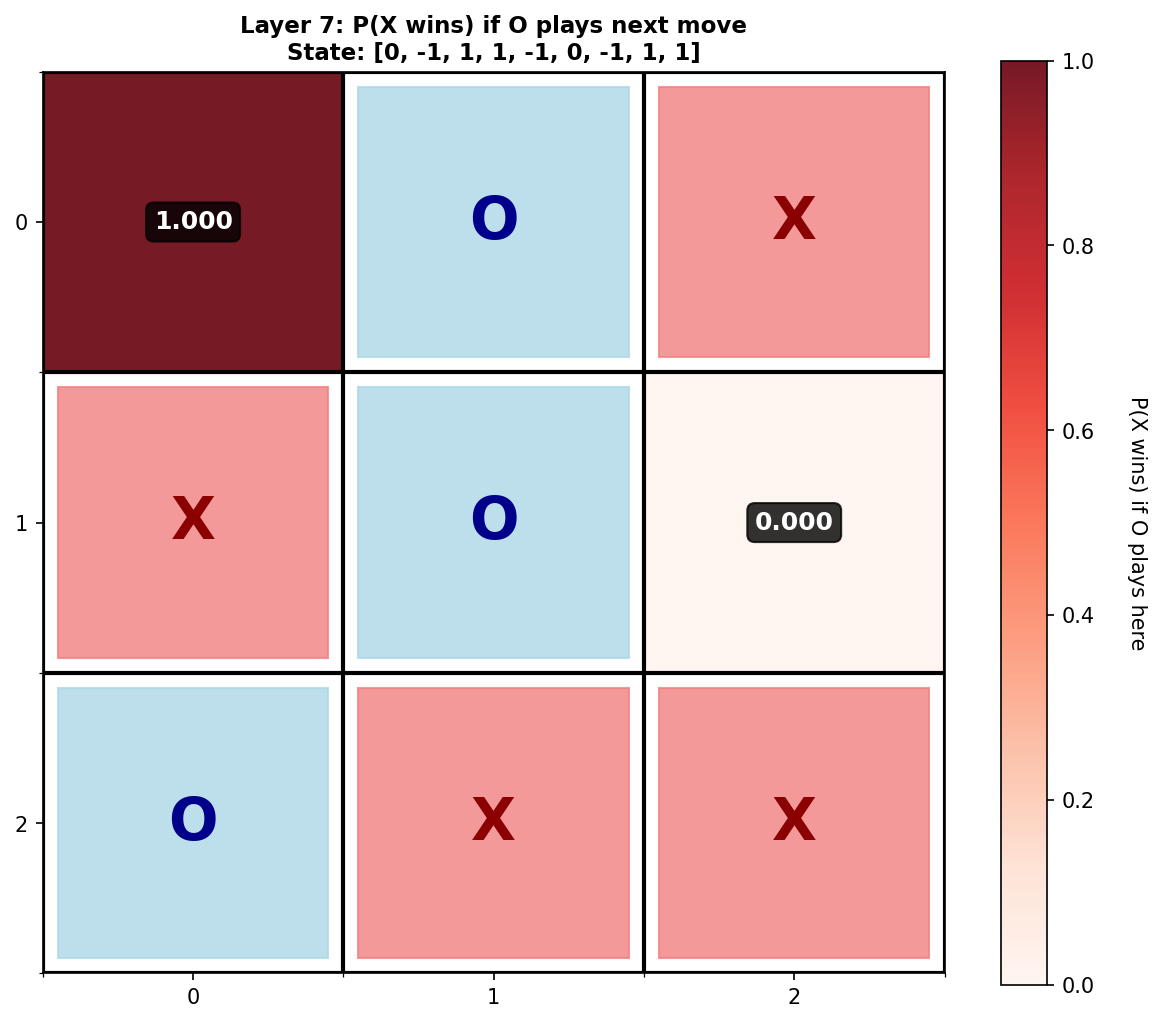 Layer 7: P(X wins) if O plays next move
State: [0, -1, 1, 1, -1, 0, -1, 1, 1]
0
1.000
O
X
1
X
O
0.000
2
O
X
X
0
1
2
1.0
0.8
0.6
0.4
0.2
0.0
P(X wins) if O plays here